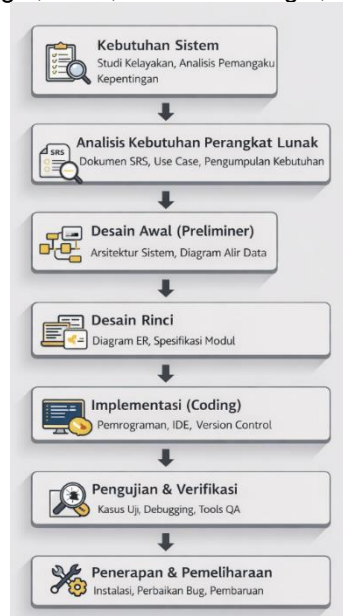 Kebutuhan Sistem
Studi Kelayakan, Analisis Pemangaku
Kepentingan
SRS
Analisis Kebutuhan Perangkat Lunak
Dokumen SRS, Use Case, Pengumpulan Kebutuhan
Desain Awal (Preliminer)
Arsitektur Sistem, Diagram Alir Data
Desain Rinci
Diagram ER, Spesifikasi Modul
Implementasi (Coding)
Pemrograman, IDE, Version Control
Pengujian & Verifikasi
Kasus Uji, Debugging, Tools QA
Penerapan & Pemeliharaan
Instalasi, Perbaikan Bug, Pembaruan